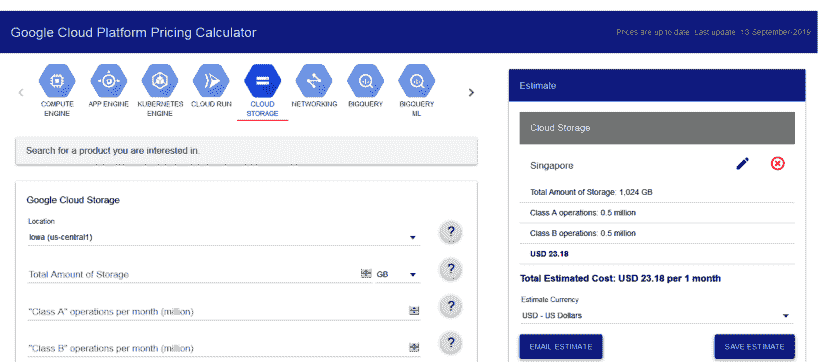 Google Cloud Platform Pricing Calculator
Prices are up to date. Last update: 13-September-2019
COMPUTE ENGINE
APP ENGINE
KUBERNETES ENGINE
CLOUD RUN
CLOUD STORAGE
NETWORKING
BIGQUERY
BIGQUERY ML
Search for a product you are interested in.
Google Cloud Storage
Location
Iowa (us-central1)
?
Total Amount of Storage
GB
?
"Class A" operations per month (million)
?
"Class B" operations per month (million)
?
Estimate
Cloud Storage
Singapore
Total Amount of Storage: 1,024 GB
Class A operations: 0.5 million
Class B operations: 0.5 million
USD 23.18
Total Estimated Cost: USD 23.18 per 1 month
Estimate Currency
USD - US Dollars
EMAIL ESTIMATE
SAVE ESTIMATE